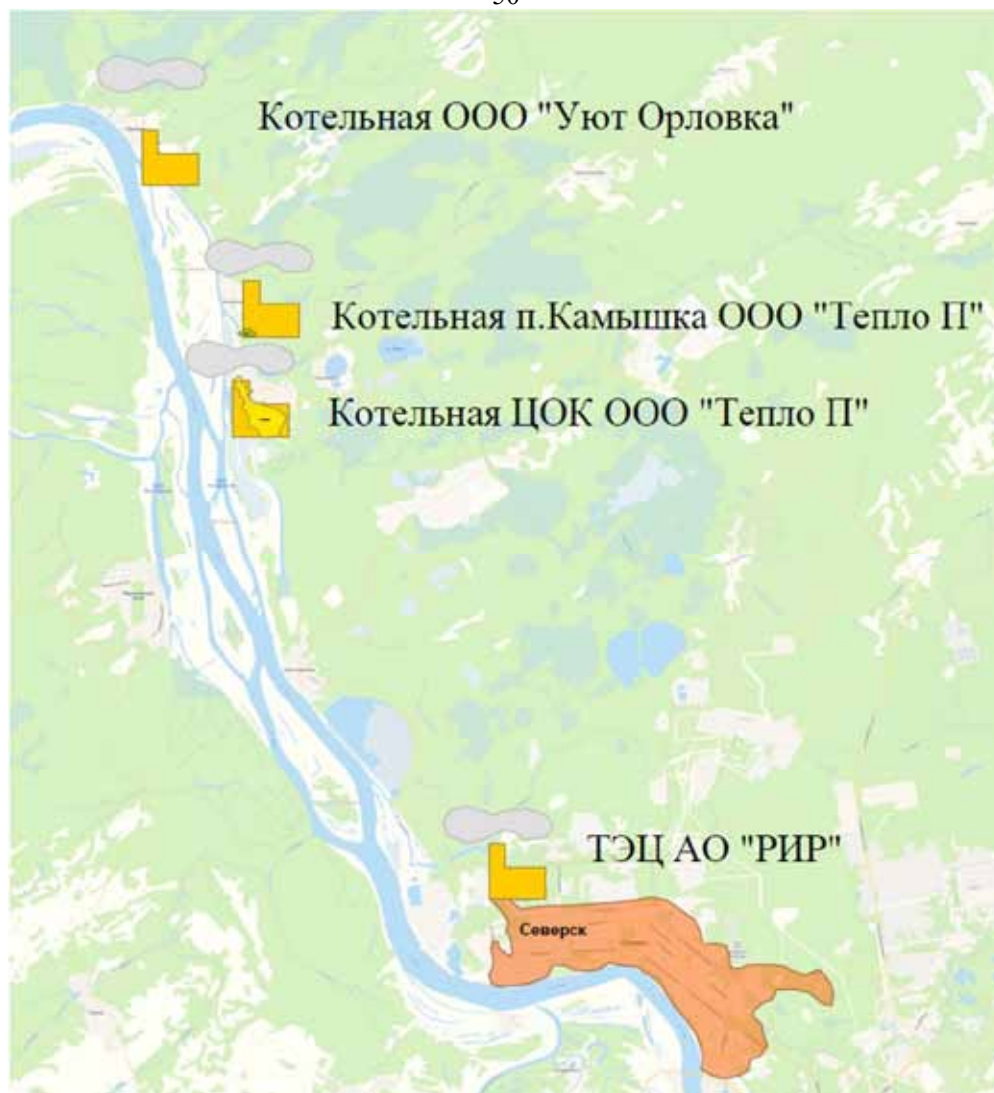 Котельная ООО "Уют Орловка"
Котельная п.Камышка ООО "Тепло П"
Котельная ЦОК ООО "Тепло П"
ТЭЦ АО "РИР"
Северск